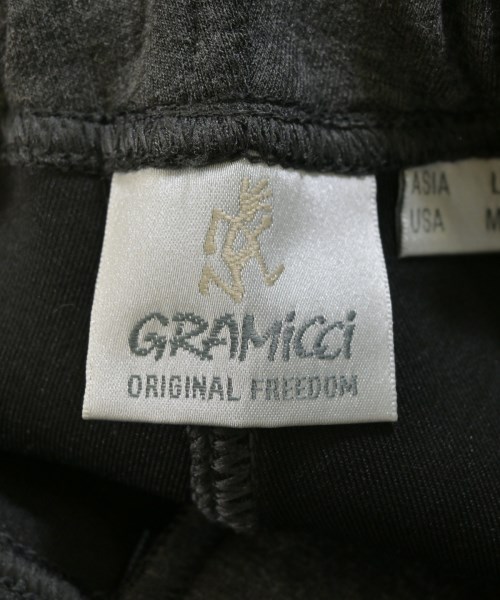 GRAMiCCi
ORIGINAL FREEDOM
ASIA L
USA M